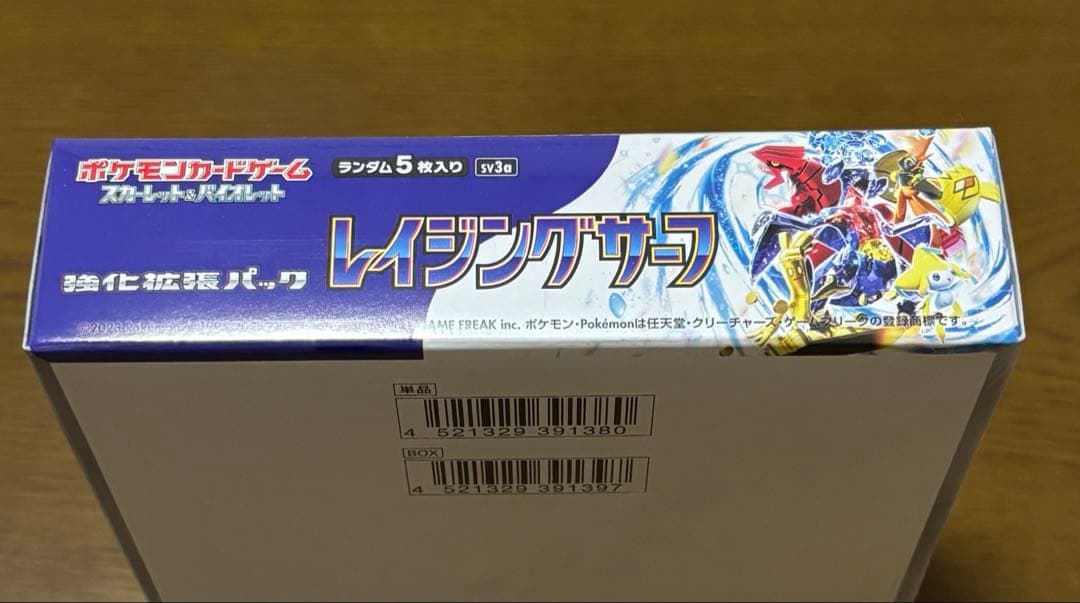 ポケモンカードゲーム
スカーレット&バイオレット
ランダム5枚入り sv3a
強化拡張パック
レイジングサーフ
©2023 Pokémon. GAME FREAK inc. ポケモン・Pokémonは任天堂・クリーチャーズ・ゲームフリークの登録商標です。
単品
4 521329 391380
BOX
4 521329 391397